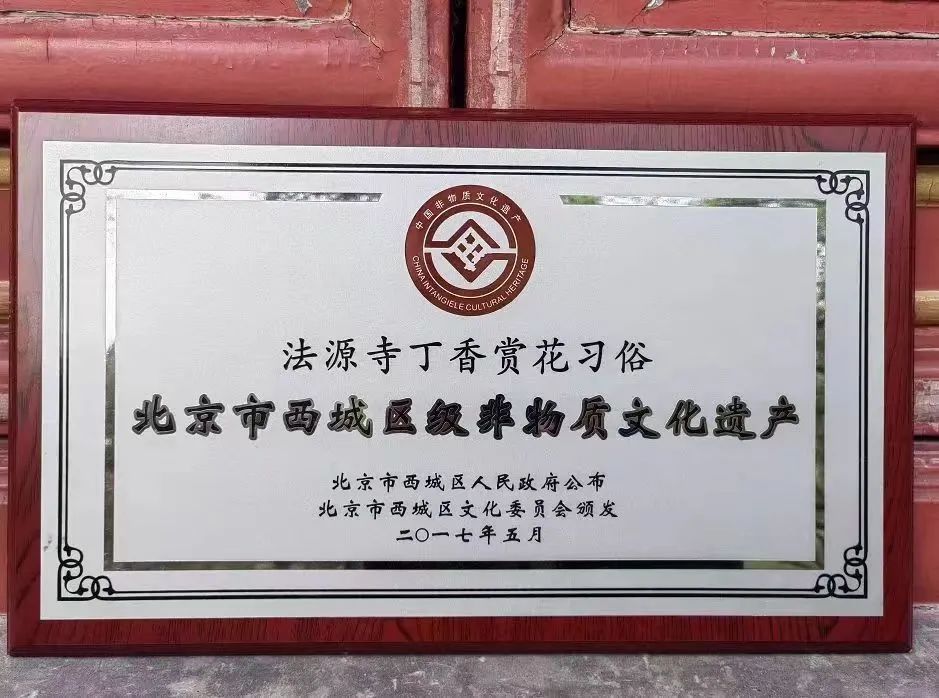 中国非物质文化遗产
CHINA INTANGIELE CULTURAL HERITAGE
法源寺丁香赏花习俗
北京市西城区级非物质文化遗产
北京市西城区人民政府公布
北京市西城区文化委员会颁发
二〇一七年五月